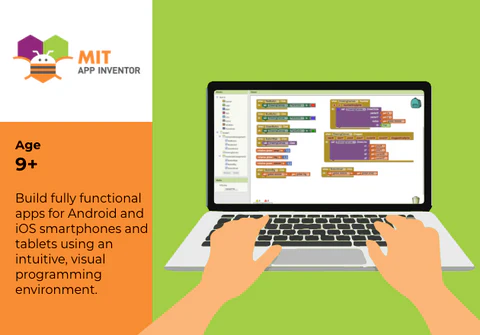 MIT
APP INVENTOR
Age
9+
Build fully functional
apps for Android and
iOS smartphones and
tablets using an
intuitive, visual
programming
environment.